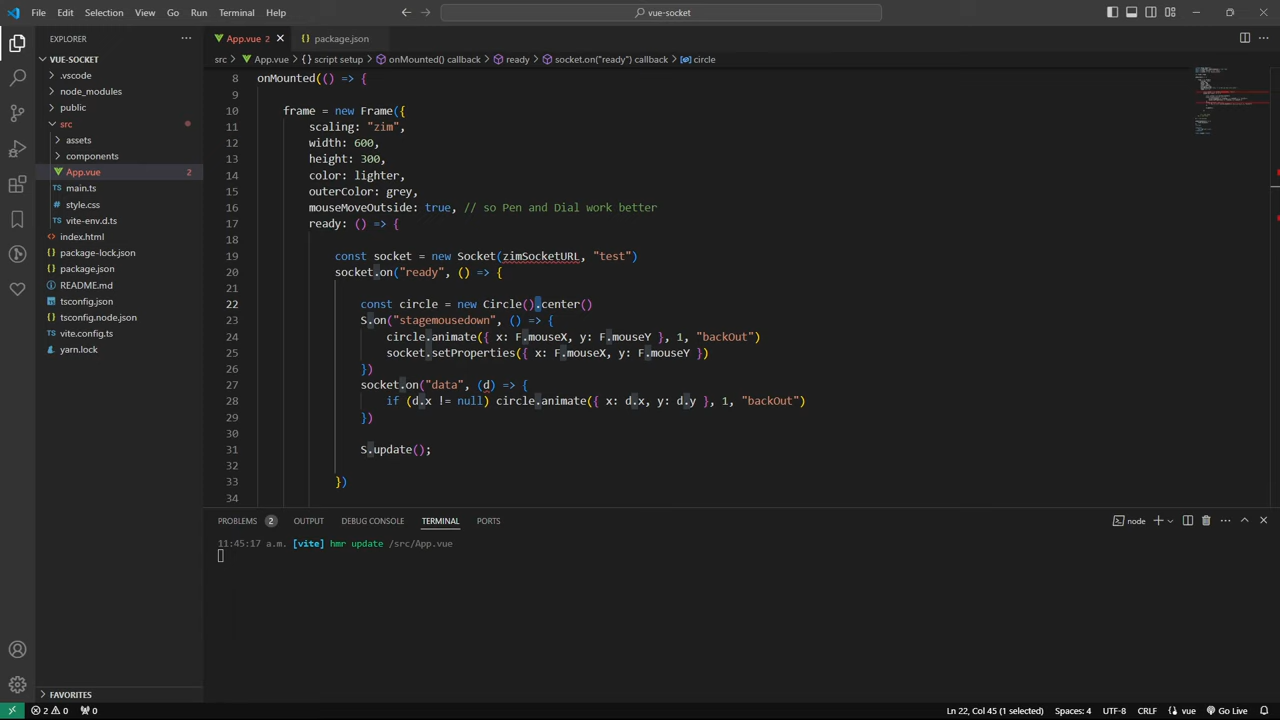 File Edit Selection View Go Run Terminal Help
vue-socket
EXPLORER
App.vue 2
package.json
VUE-SOCKET
src > App.vue > script setup > onMounted() callback > ready > socket.on("ready") callback > circle
.vscode
node_modules
public
src
assets
components
App.vue 2
main.ts
style.css
vite-env.d.ts
index.html
package-lock.json
package.json
README.md
tsconfig.json
tsconfig.node.json
vite.config.ts
yarn.lock
8 onMounted(() => {
9
10 frame = new Frame({
11 scaling: "zim",
12 width: 600,
13 height: 300,
14 color: lighter,
15 outerColor: grey,
16 mouseMoveOutside: true, // so Pen and Dial work better
17 ready: () => {
18
19 const socket = new Socket(zimSocketURL, "test")
20 socket.on("ready", () => {
21
22 const circle = new Circle().center()
23 S.on("stagemousedown", () => {
24 circle.animate({ x: F.mouseX, y: F.mouseY }, 1, "backOut")
25 socket.setProperties({ x: F.mouseX, y: F.mouseY })
26 })
27 socket.on("data", (d) => {
28 if (d.x != null) circle.animate({ x: d.x, y: d.y }, 1, "backOut")
29 })
30
31 S.update();
32
33 })
34
PROBLEMS 2 OUTPUT DEBUG CONSOLE TERMINAL PORTS
node
11:45:17 a.m. [vite] hmr update /src/App.vue
FAVORITES
2 0 0
Ln 22, Col 45 (1 selected) Spaces: 4 UTF-8 CRLF vue Go Live